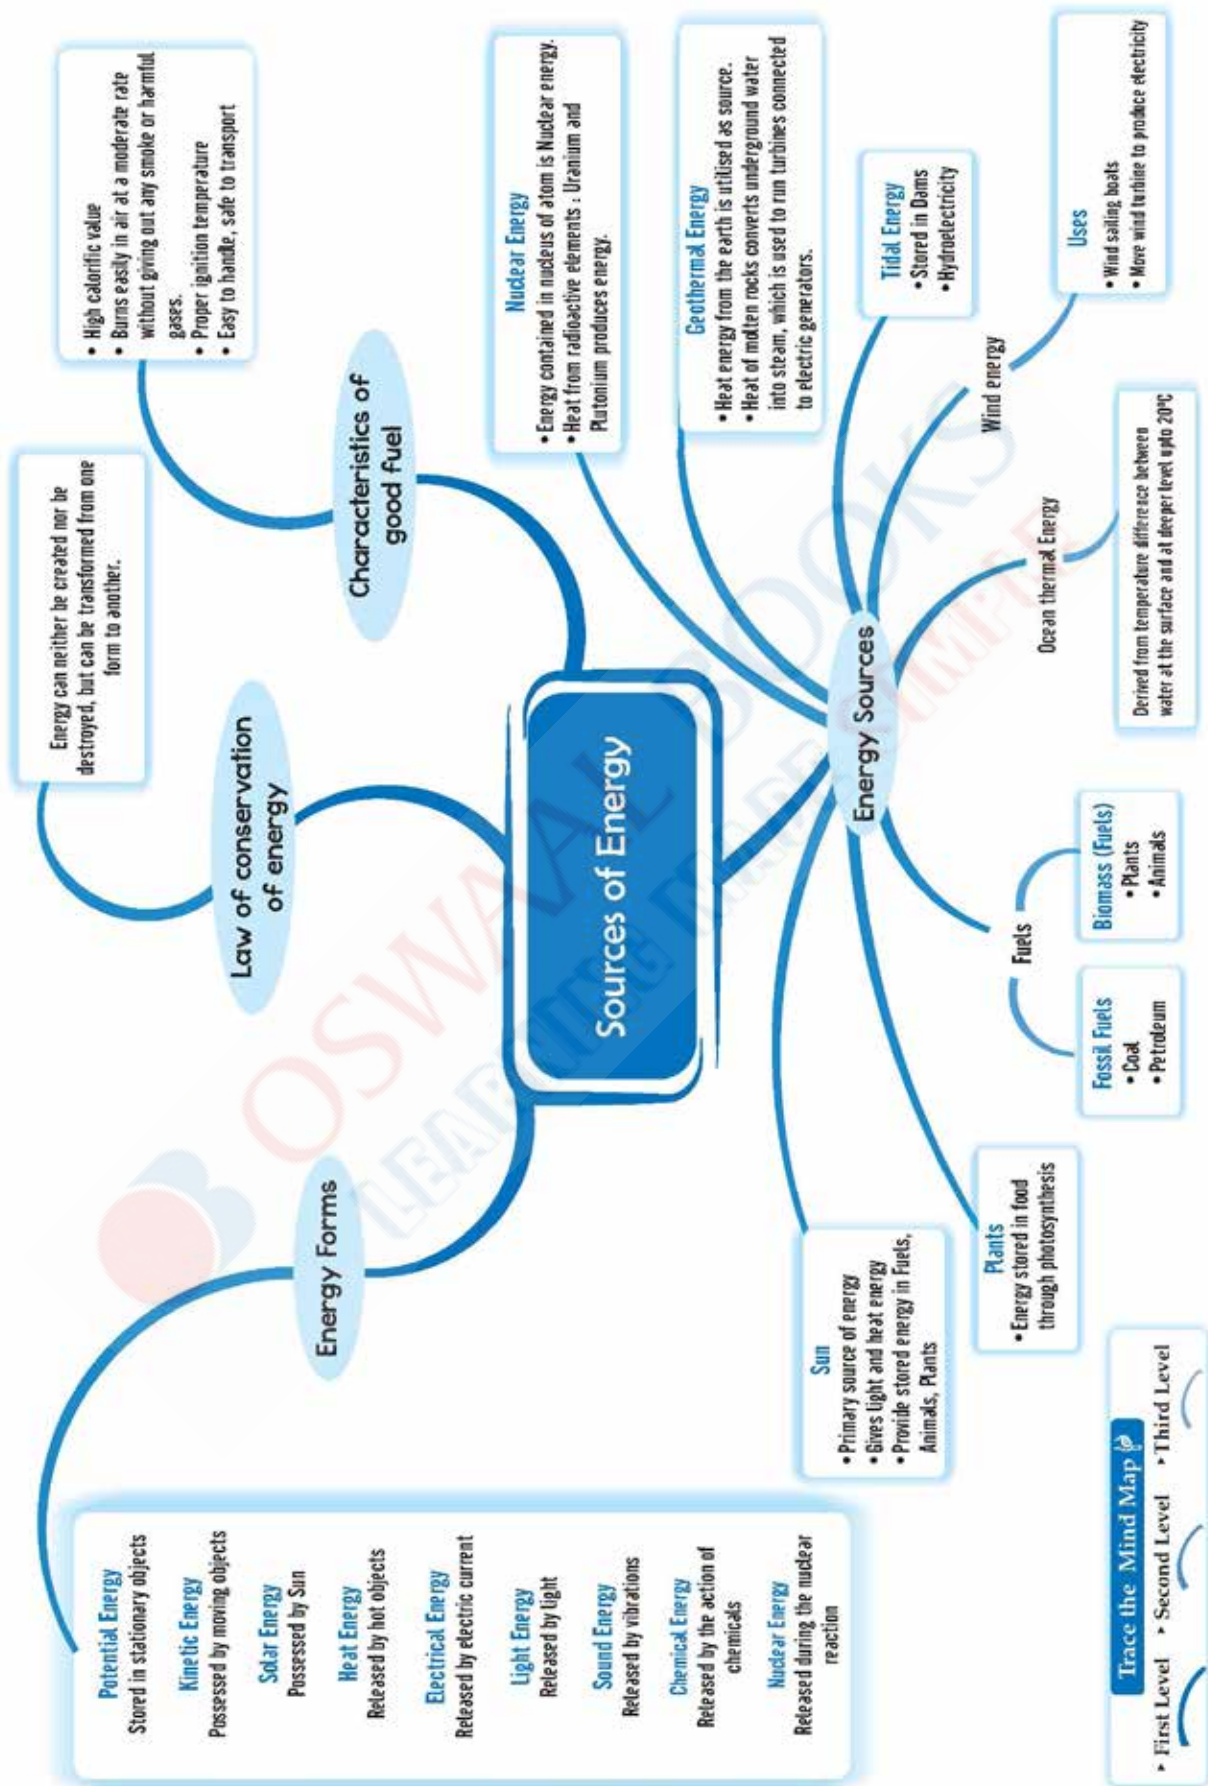 Sources of Energy
Energy Forms
Potential Energy
Stored in stationary objects
Kinetic Energy
Possessed by moving objects
Solar Energy
Possessed by Sun
Heat Energy
Released by hot objects
Electrical Energy
Released by electric current
Light Energy
Released by light
Sound Energy
Released by vibrations
Chemical Energy
Released by the action of
chemicals
Nuclear Energy
Released during the nuclear
reaction
Law of conservation
of energy
Energy can neither be created nor be
destroyed, but can be transformed from one
form to another.
Characteristics of
good fuel
• High calorific value
• Burns easily in air at a moderate rate
without giving out any smoke or harmful
gases.
• Proper ignition temperature
• Easy to handle, safe to transport
Energy Sources
Sun
• Primary source of energy
• Gives light and heat energy
• Provide stored energy in Fuels,
Animals, Plants
Plants
• Energy stored in food
through photosynthesis
Fuels
Fossil Fuels
• Coal
• Petroleum
Biomass (Fuels)
• Plants
• Animals
Ocean thermal Energy
Derived from temperature difference between
water at the surface and at deeper level upto 20°C
Wind energy
Uses
• Wind sailing boats
• Move wind turbine to produce electricity
Tidal Energy
• Stored in Dams
• Hydroelectricity
Geothermal Energy
• Heat energy from the earth is utilised as source.
• Heat of molten rocks converts underground water
into steam, which is used to run turbines connected
to electric generators.
Nuclear Energy
• Energy contained in nucleus of atom is Nuclear energy.
• Heat from radioactive elements : Uranium and
Plutonium produces energy.
Trace the Mind Map
▸ First Level ▸ Second Level ▸ Third Level
OSWAAL BOOKS
LEARNING MADE SIMPLE